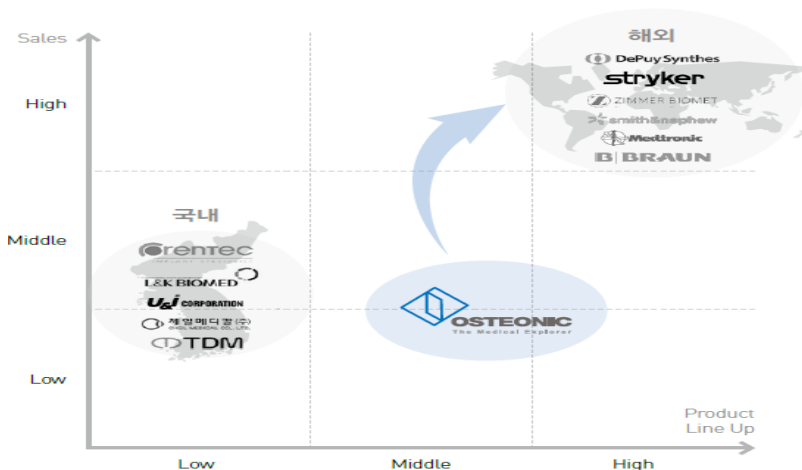 Sales
High
Middle
Low
해외
DePuy Synthes
stryker
ZIMMER BIOMET
smith&nephew
Medtronic
B|BRAUN
국내
CORENTEC
L&K BIOMED
U&i CORPORATION
제일메디칼(주)
TDM
OSTEONIC
The Medical Explorer
Product
Line Up
Low
Middle
High